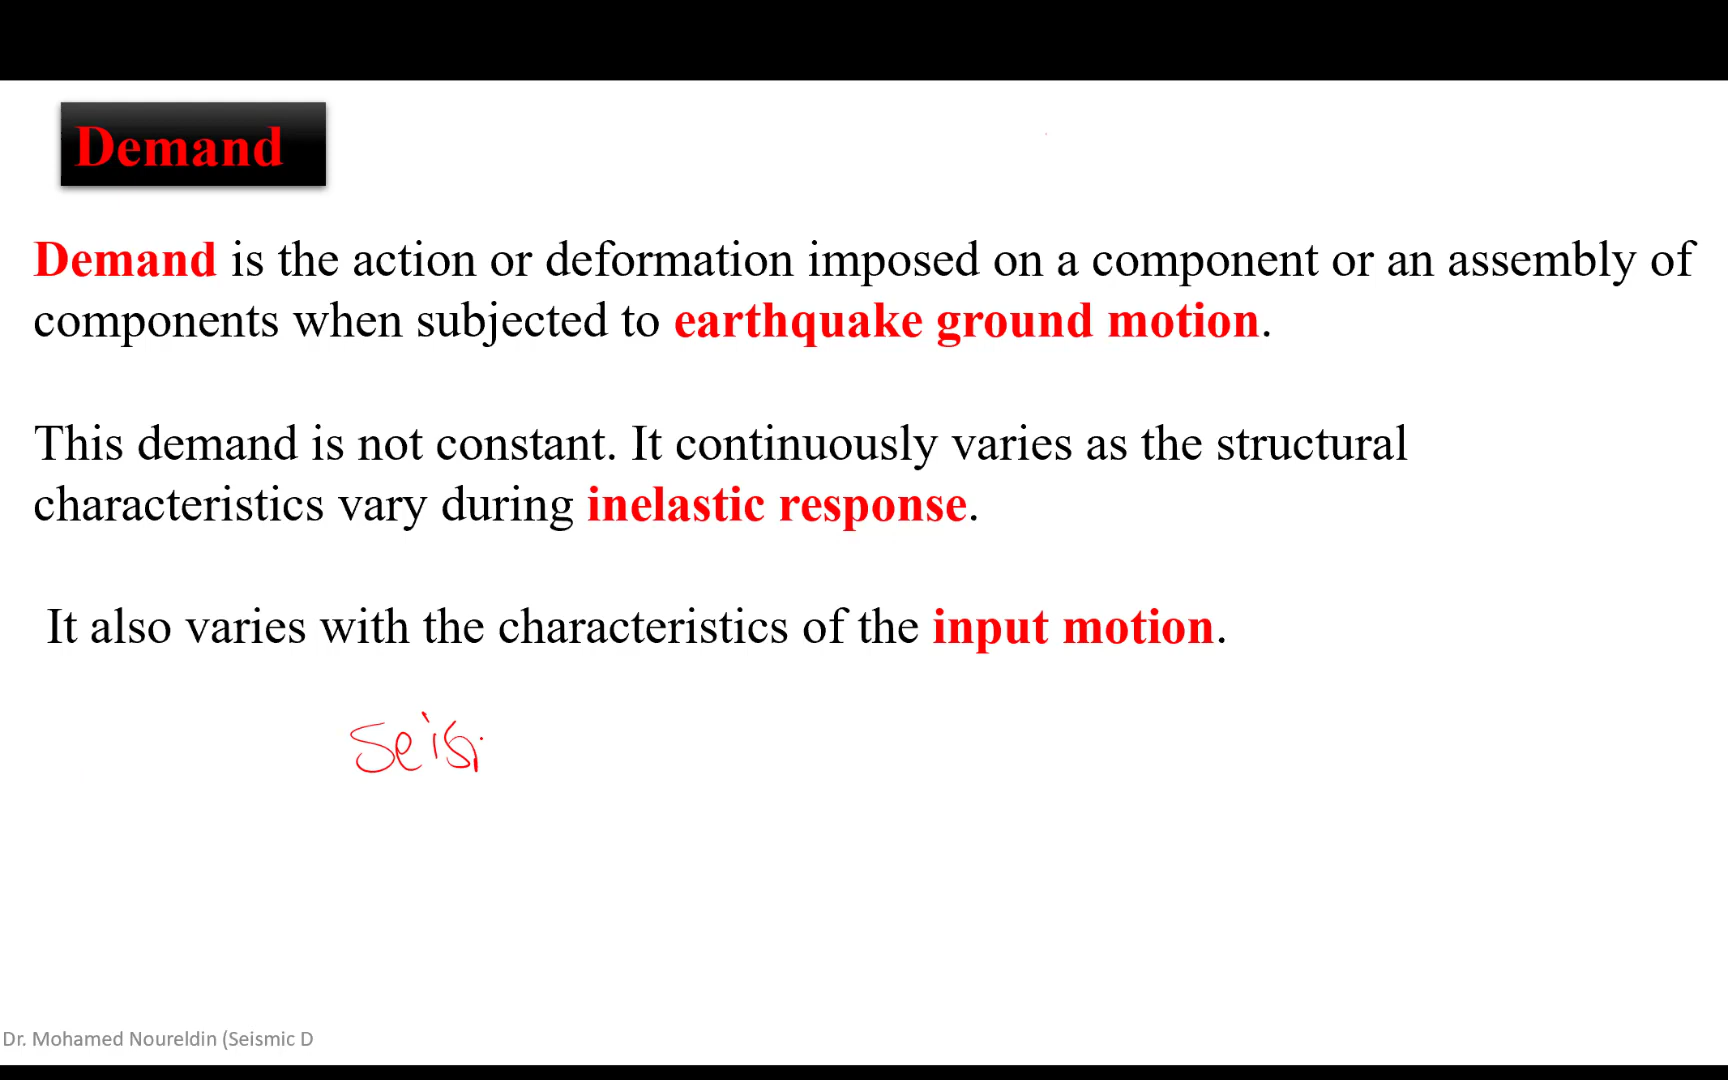 Demand
Demand is the action or deformation imposed on a component or an assembly of
components when subjected to earthquake ground motion.
This demand is not constant. It continuously varies as the structural
characteristics vary during inelastic response.
It also varies with the characteristics of the input motion.
Seisi
Dr. Mohamed Noureldin (Seismic D